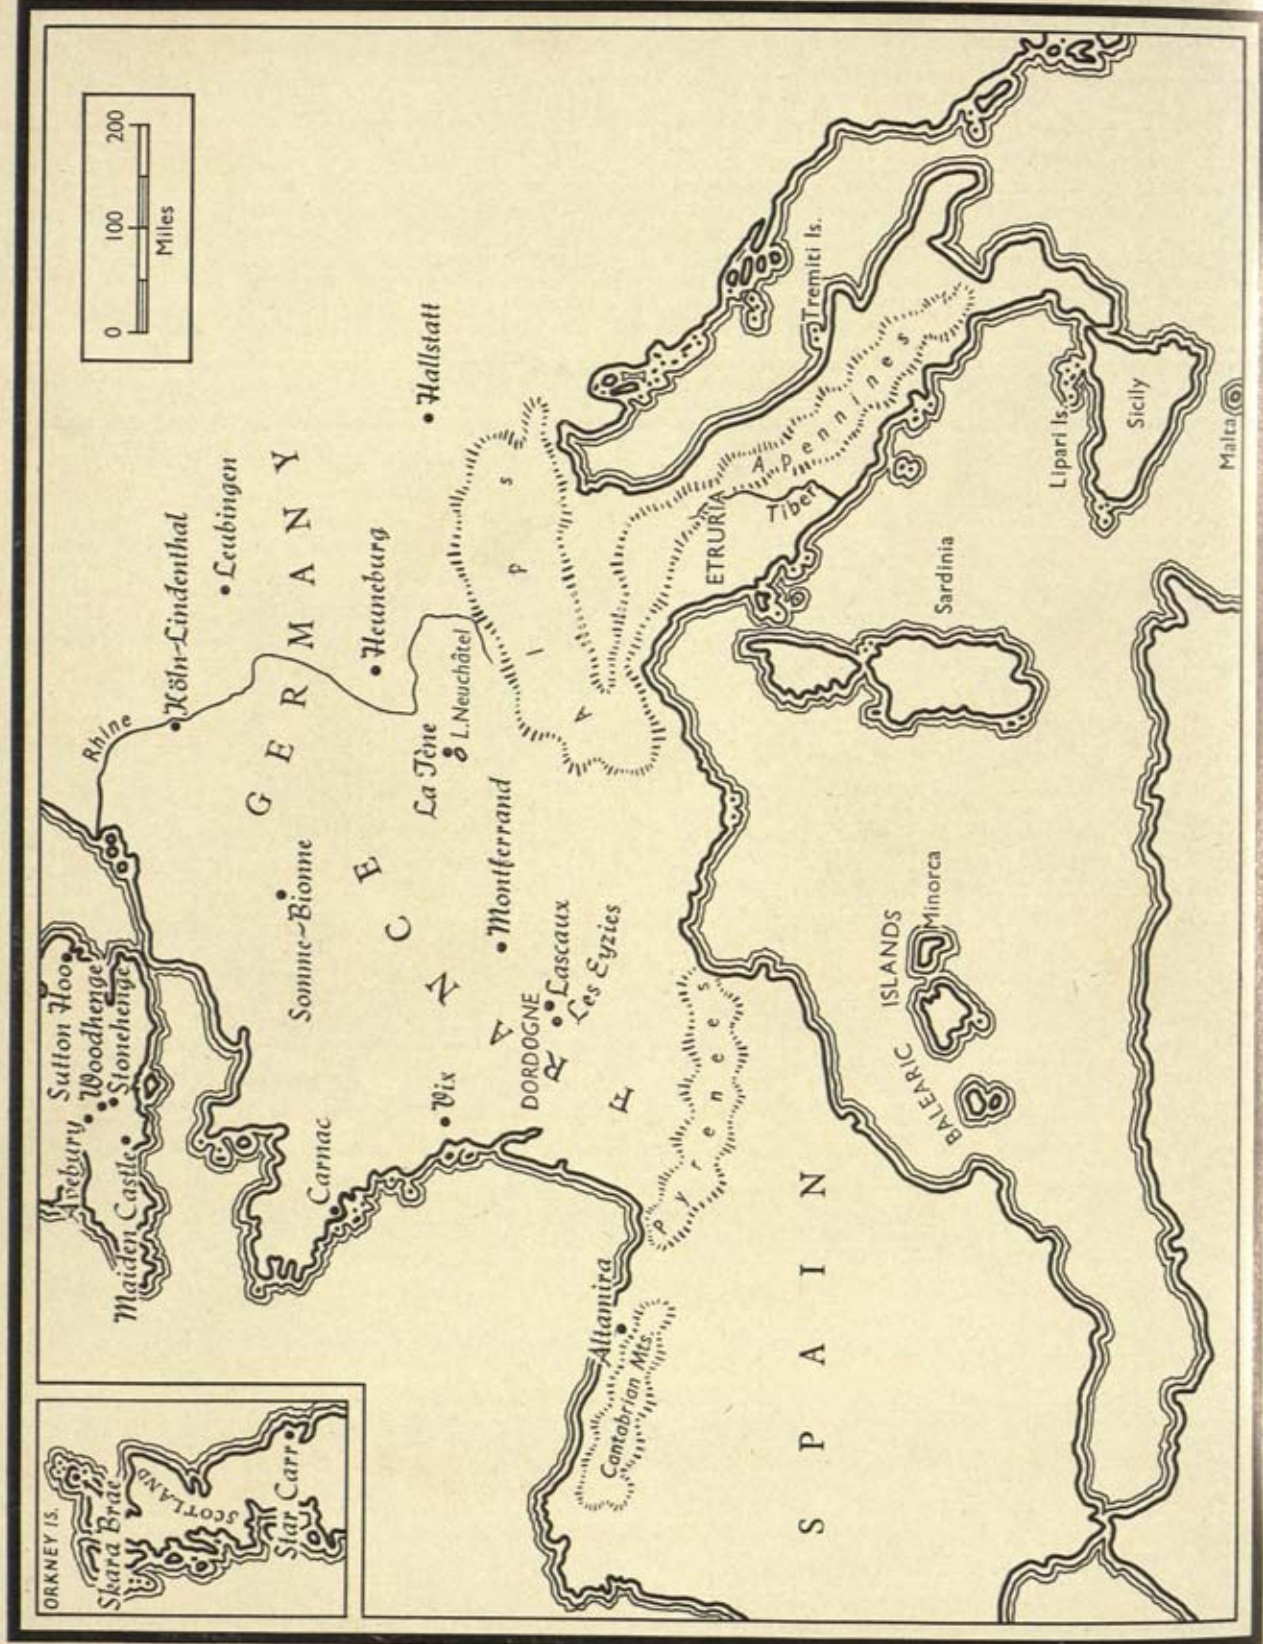 ORKNEY IS.
Skara Brae
SCOTLAND
Star Carr
Avebury
Maiden Castle
Sutton Hoo
Woodhenge
Stonehenge
Rhine
Köln-Lindenthal
Leubingen
0 100 200
Miles
GERMANY
Somme-Bionne
Heuneburg
Hallstatt
Carnac
FRANCE
La Tène
L. Neuchâtel
Vix
Montferrand
Alps
DORDOGNE
Lascaux
Les Eyzies
Altamira
Cantabrian Mts.
Pyrenees
ETRURIA
Tiber
Apennines
Tremiti Is.
SPAIN
BALEARIC ISLANDS
Minorca
Sardinia
Lipari Is.
Sicily
Malta